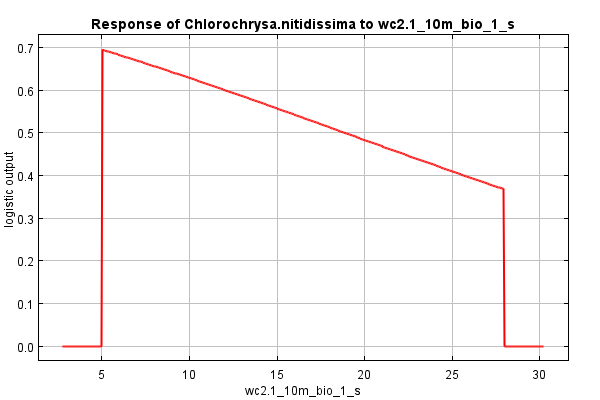 Response of Chlorochrysa.nitidissima to wc2.1_10m_bio_1_s
0.7
0.6
0.5
0.4
0.3
0.2
0.1
0.0
logistic output
5 10 15 20 25 30
wc2.1_10m_bio_1_s